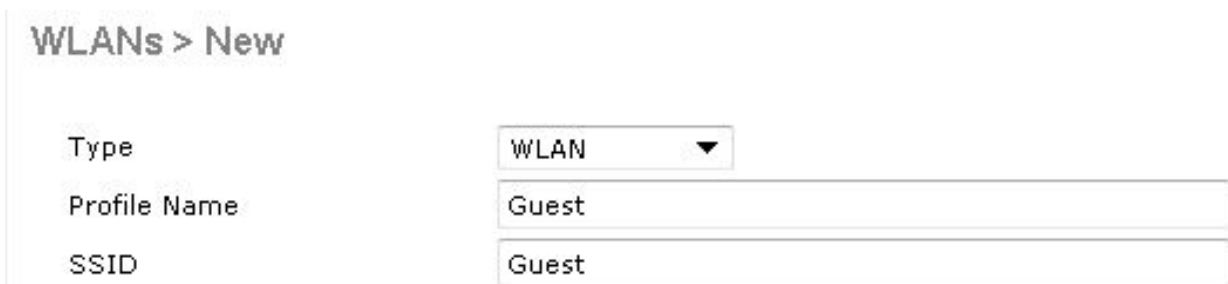 WLANs > New
Type WLAN
Profile Name Guest
SSID Guest